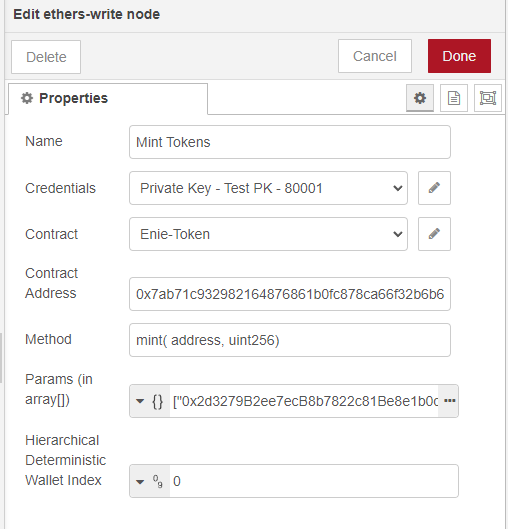 Edit ethers-write node
Delete
Cancel
Done
Properties
Name
Mint Tokens
Credentials
Private Key - Test PK - 80001
Contract
Enie-Token
Contract
Address
0x7ab71c932982164876861b0fc878ca66f32b6b6
Method
mint( address, uint256)
Params (in
array[])
{} ["0x2d3279B2ee7ecB8b7822c81Be8e1b0c
Hierarchical
Deterministic
Wallet Index
0